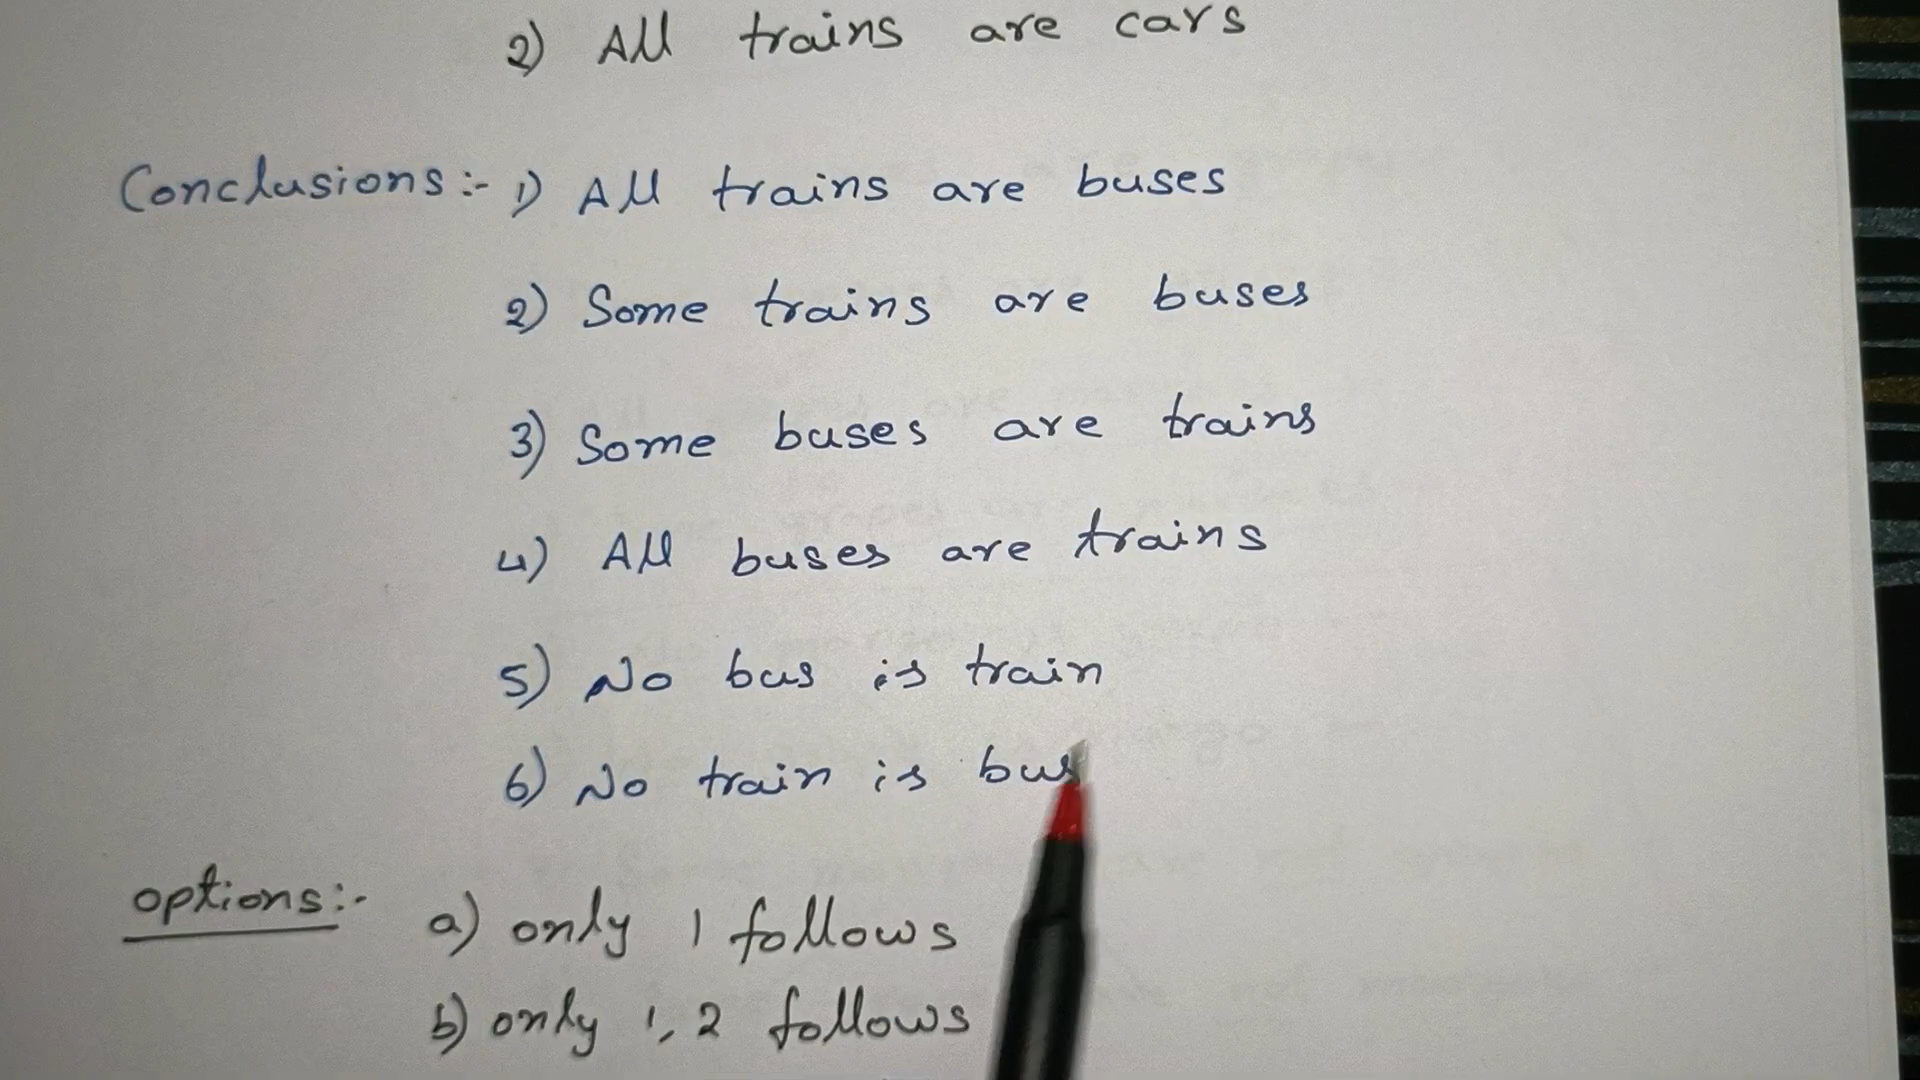 2) All trains are cars
Conclusions :- 1) All trains are buses
2) Some trains are buses
3) Some buses are trains
4) All buses are trains
5) No bus is train
6) No train is bus
options :- a) only 1 follows
b) only 1, 2 follows